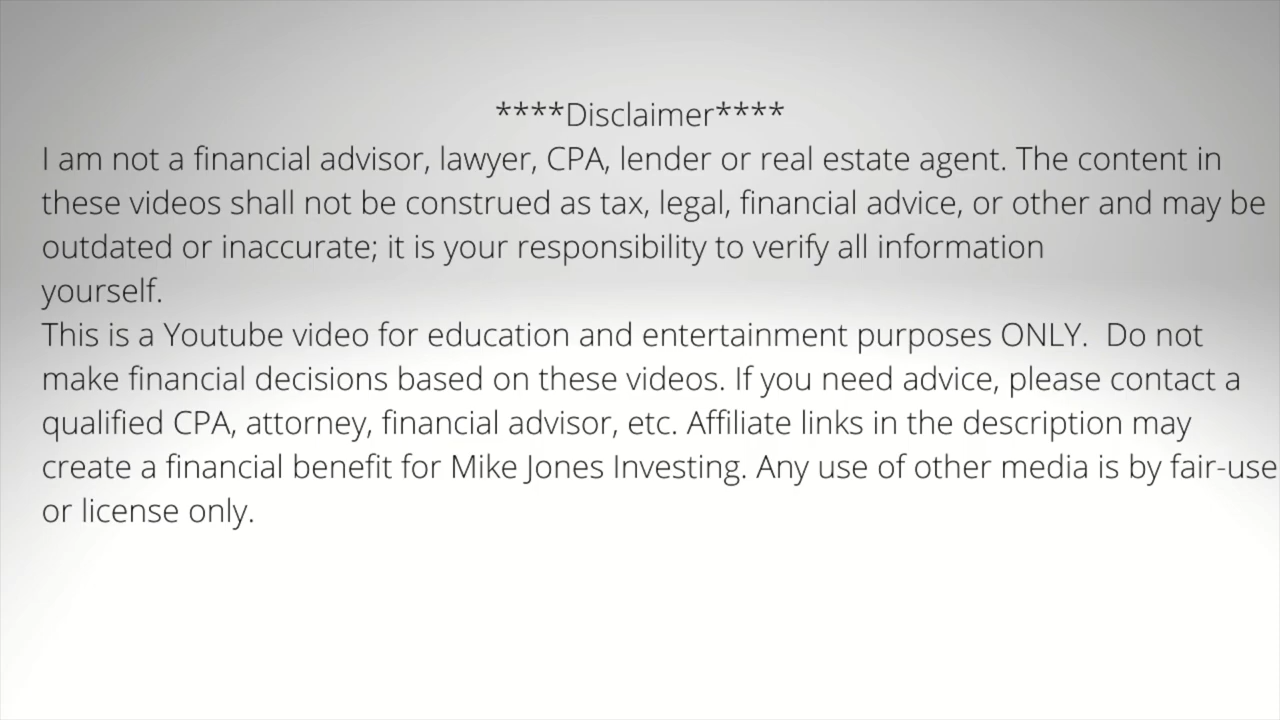 ****Disclaimer****
I am not a financial advisor, lawyer, CPA, lender or real estate agent. The content in
these videos shall not be construed as tax, legal, financial advice, or other and may be
outdated or inaccurate; it is your responsibility to verify all information
yourself.
This is a Youtube video for education and entertainment purposes ONLY.  Do not
make financial decisions based on these videos. If you need advice, please contact a
qualified CPA, attorney, financial advisor, etc. Affiliate links in the description may
create a financial benefit for Mike Jones Investing. Any use of other media is by fair-use
or license only.